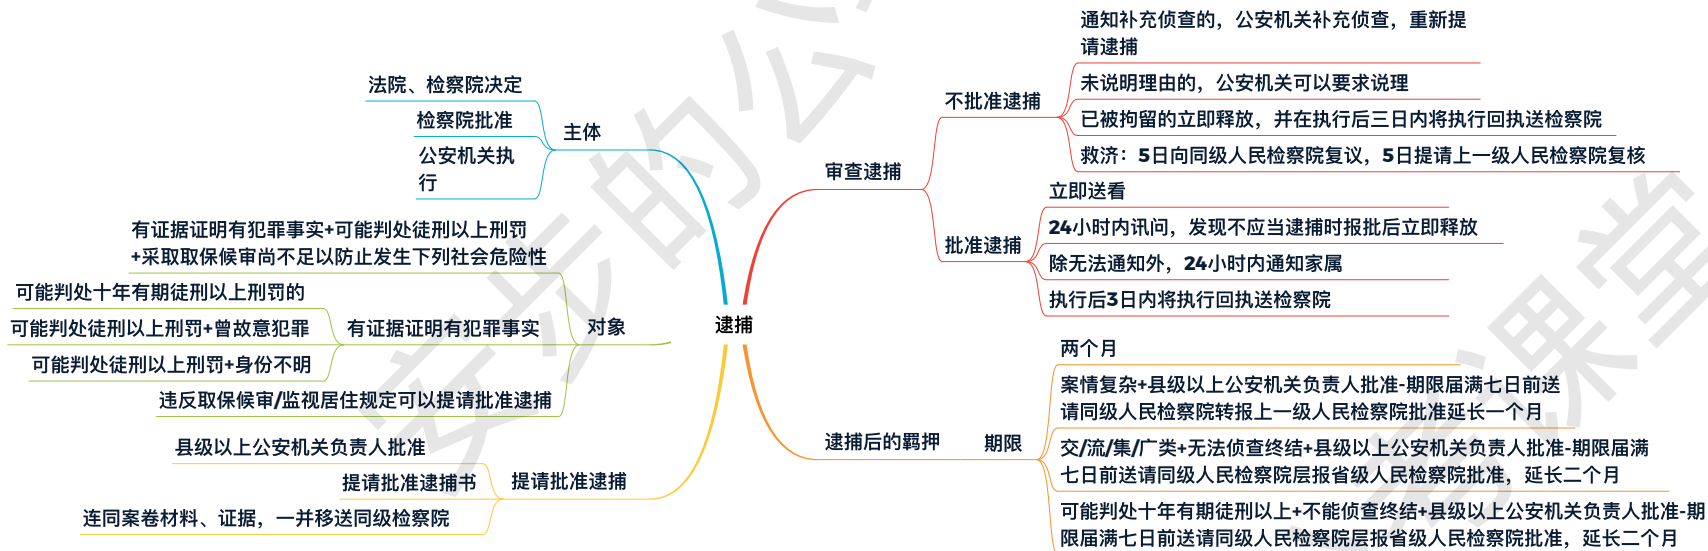 逮捕
主体
法院、检察院决定
检察院批准
公安机关执
行
对象
有证据证明有犯罪事实+可能判处徒刑以上刑罚
+采取取保候审尚不足以防止发生下列社会危险性
有证据证明有犯罪事实
可能判处十年有期徒刑以上刑罚的
可能判处徒刑以上刑罚+曾故意犯罪
可能判处徒刑以上刑罚+身份不明
违反取保候审/监视居住规定可以提请批准逮捕
提请批准逮捕
县级以上公安机关负责人批准
提请批准逮捕书
连同案卷材料、证据，一并移送同级检察院
审查逮捕
不批准逮捕
通知补充侦查的，公安机关补充侦查，重新提
请逮捕
未说明理由的，公安机关可以要求说理
已被拘留的立即释放，并在执行后三日内将执行回执送检察院
救济：5日向同级人民检察院复议，5日提请上一级人民检察院复核
批准逮捕
立即送看
24小时内讯问，发现不应当逮捕时报批后立即释放
除无法通知外，24小时内通知家属
执行后3日内将执行回执送检察院
逮捕后的羁押
期限
两个月
案情复杂+县级以上公安机关负责人批准-期限届满七日前送
请同级人民检察院转报上一级人民检察院批准延长一个月
交/流/集/广类+无法侦查终结+县级以上公安机关负责人批准-期限届满
七日前送请同级人民检察院层报省级人民检察院批准，延长二个月
可能判处十年有期徒刑以上+不能侦查终结+县级以上公安机关负责人批准-期
限届满七日前送请同级人民检察院层报省级人民检察院批准，延长二个月
安步的公
考课堂